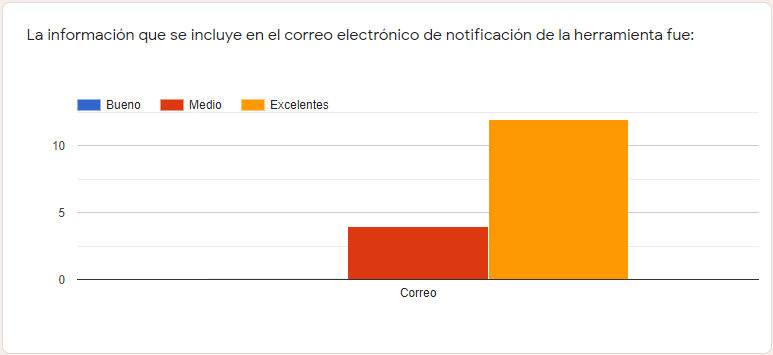 La información que se incluye en el correo electrónico de notificación de la herramienta fue:
Bueno Medio Excelentes
10
5
0
Correo